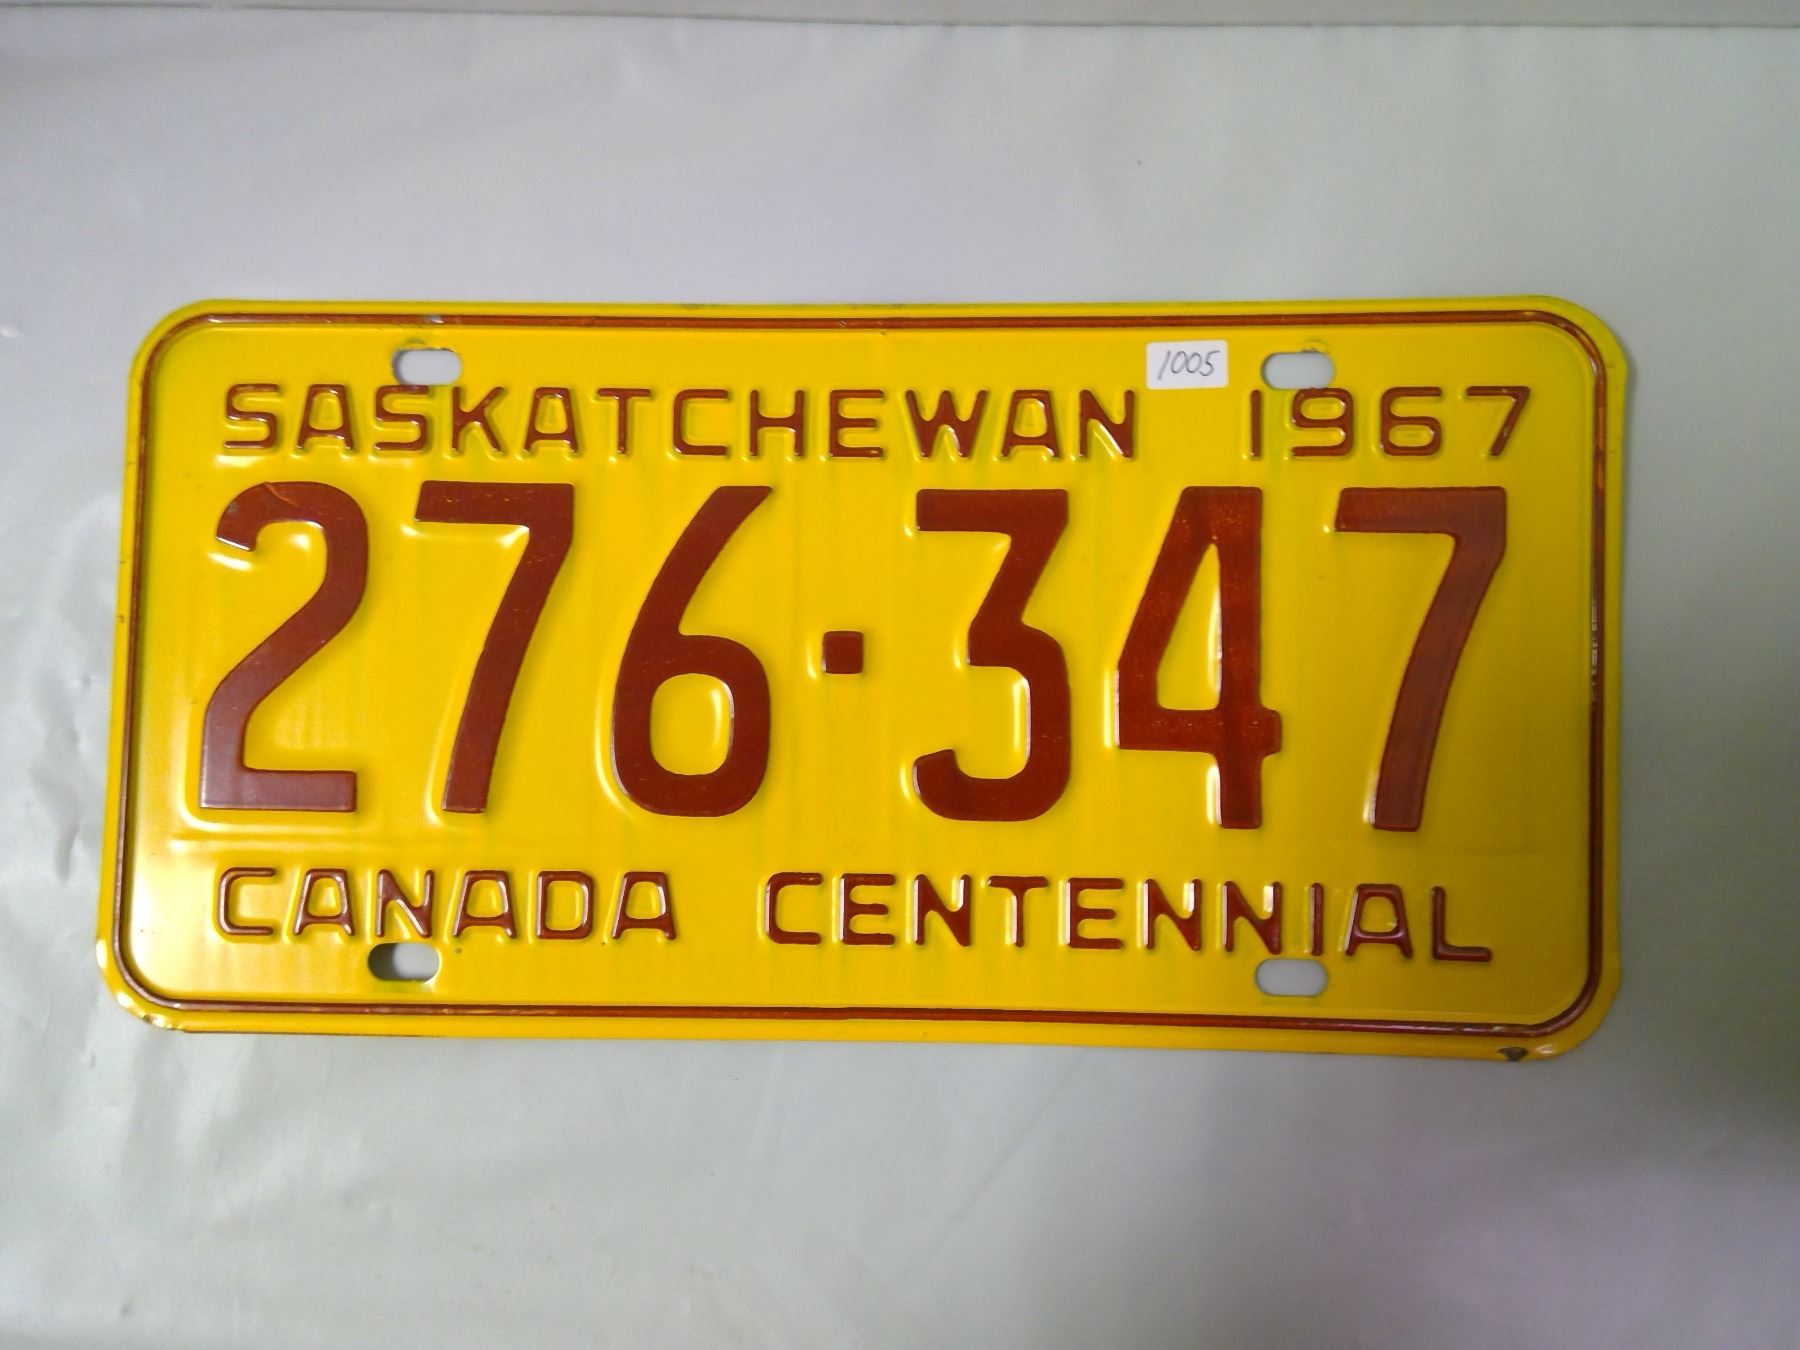 1005
SASKATCHEWAN 1967
276·347
CANADA CENTENNIAL